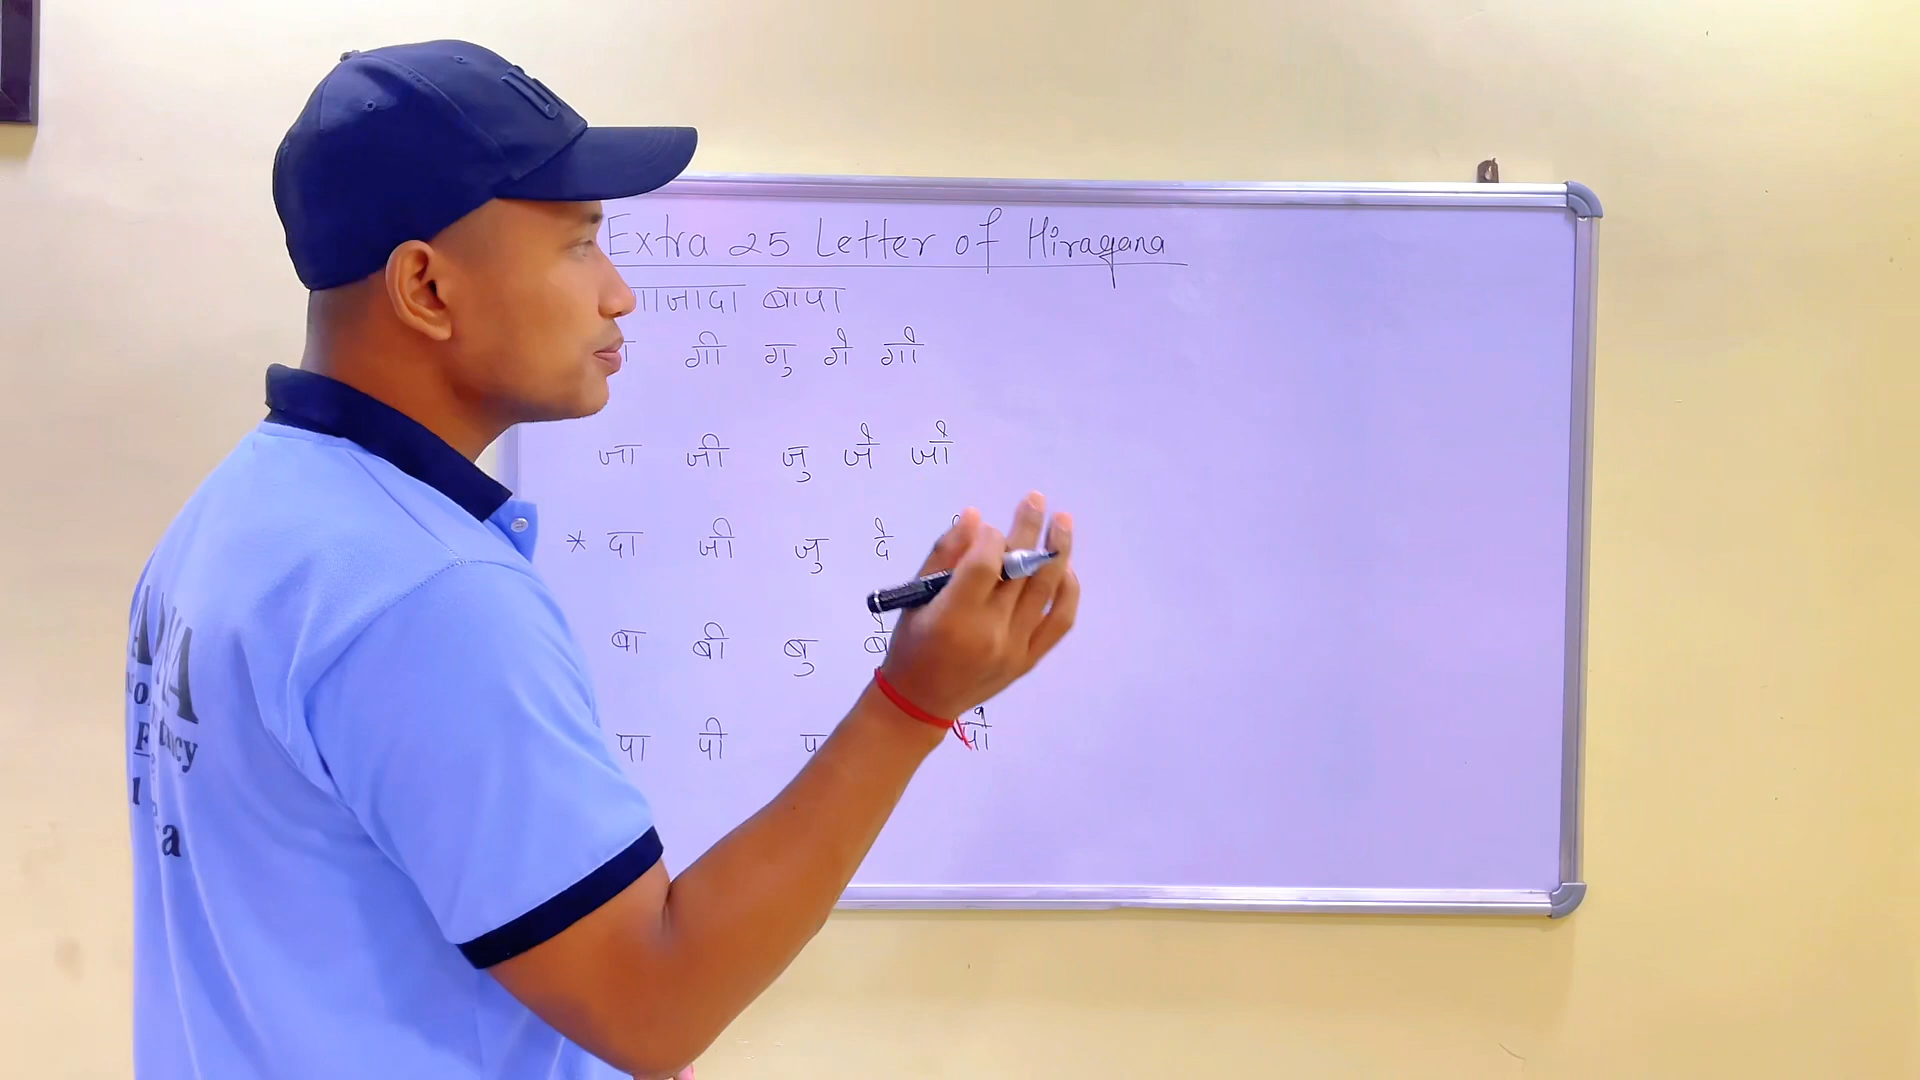 Extra 25 Letter of Hiragana
गाजादा बापा
गी गु गे गो
जा जी जु जे जो
* दा जी जु दे
बा बी बु बे
पा पी पो